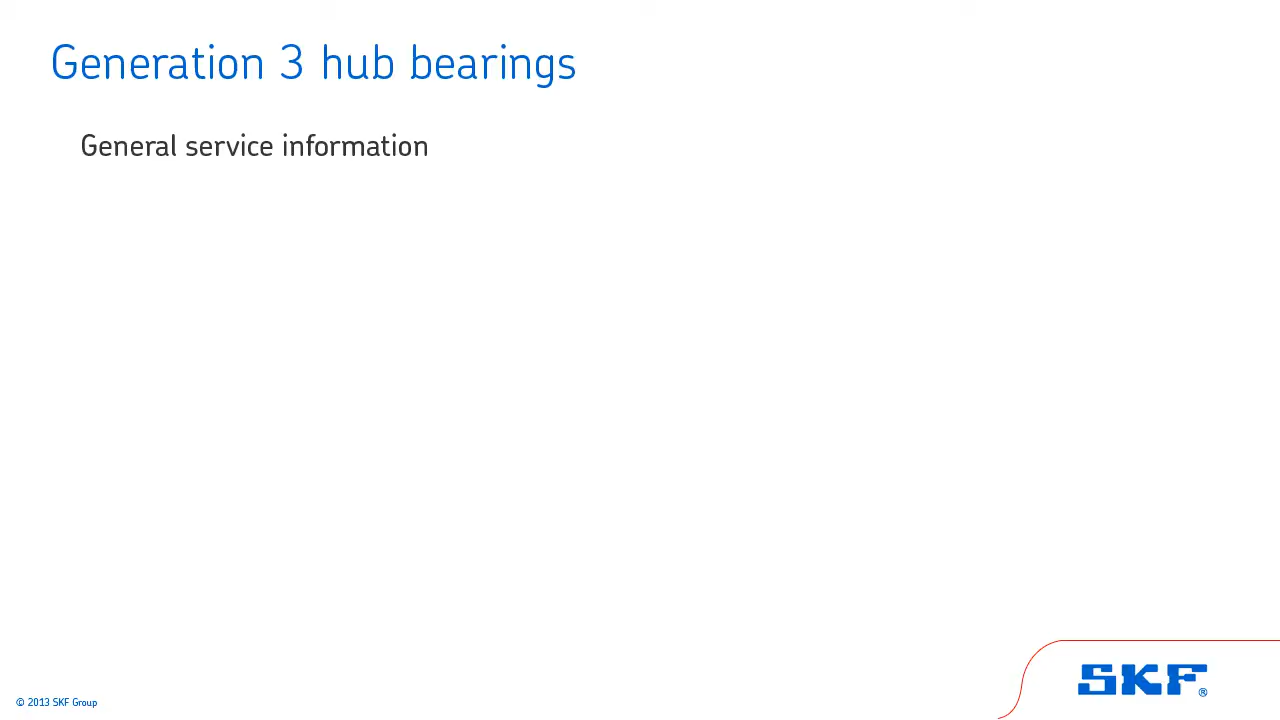 Generation 3 hub bearings
General service information
© 2013 SKF Group
SKF®